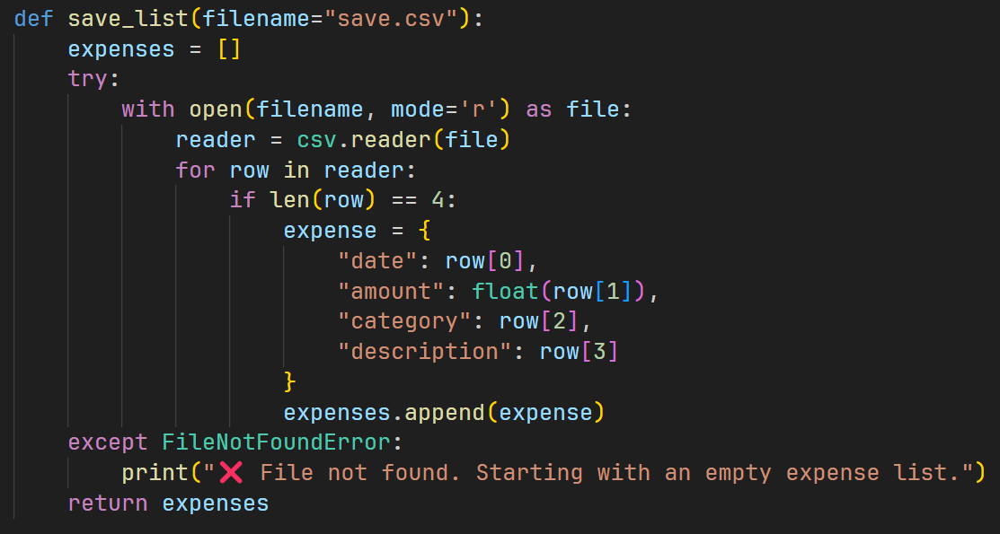 def save_list(filename="save.csv"):
    expenses = []
    try:
        with open(filename, mode='r') as file:
            reader = csv.reader(file)
            for row in reader:
                if len(row) == 4:
                    expense = {
                        "date": row[0],
                        "amount": float(row[1]),
                        "category": row[2],
                        "description": row[3]
                    }
                    expenses.append(expense)
    except FileNotFoundError:
        print("❌ File not found. Starting with an empty expense list.")
    return expenses